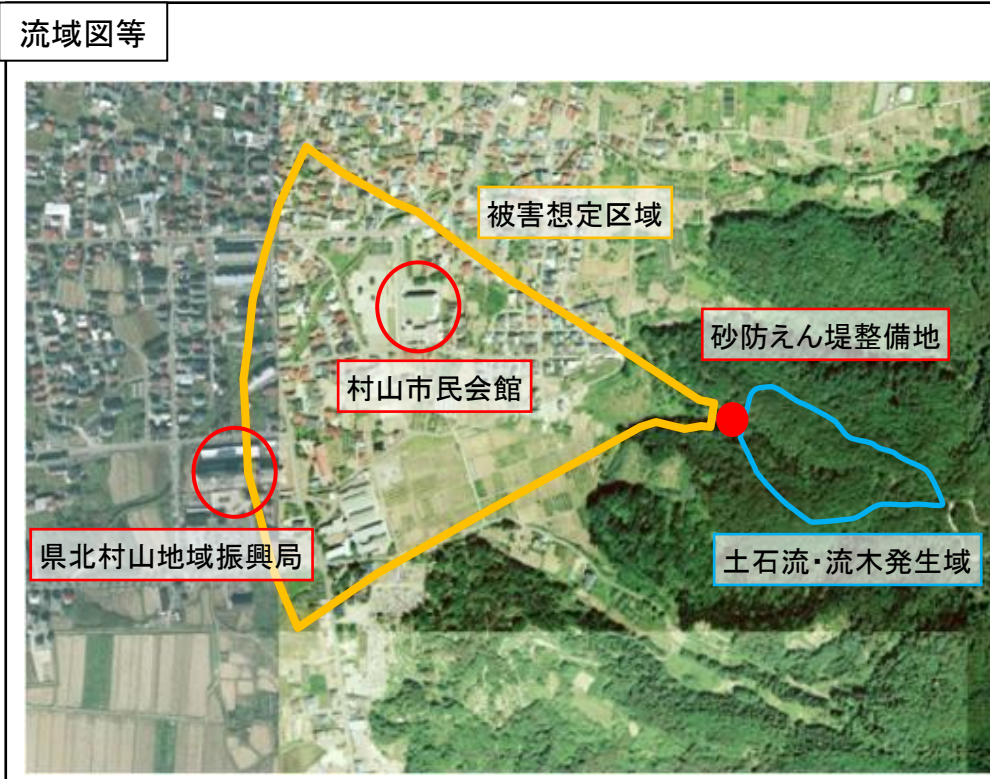 流域図等
被害想定区域
砂防えん堤整備地
村山市民会館
県北村山地域振興局
土石流・流木発生域